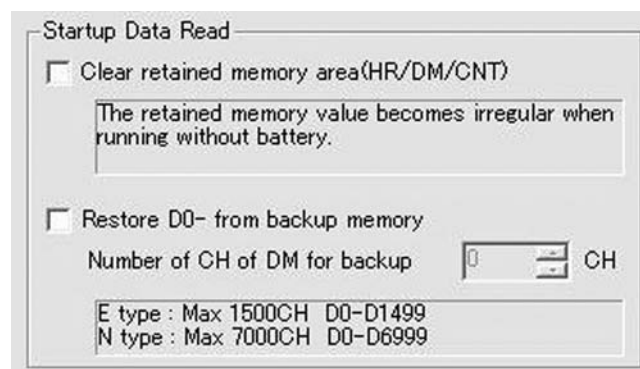 Startup Data Read
Clear retained memory area(HR/DM/CNT)
The retained memory value becomes irregular when
running without battery.
Restore D0- from backup memory
Number of CH of DM for backup 0 CH
E type : Max 1500CH D0-D1499
N type : Max 7000CH D0-D6999